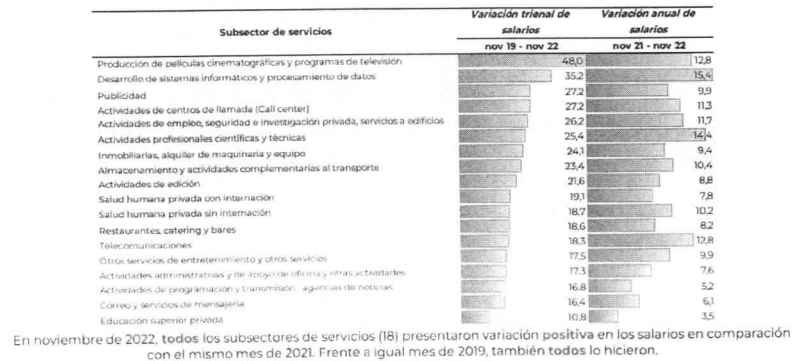 Subsector de servicios Variación trienal de salarios Variación anual de salarios
nov 19 - nov 22 nov 21 - nov 22
Producción de películas cinematográficas y programas de televisión 48,0 12,8
Desarrollo de sistemas informáticos y procesamiento de datos 35,2 15,4
Publicidad 27,2 9,9
Actividades de centros de llamada (Call center) 27,2 11,3
Actividades de empleo, seguridad e investigación privada, servicios a edificios 26,2 11,7
Actividades profesionales científicas y técnicas 25,4 14,4
Inmobiliarias, alquiler de maquinaria y equipo 24,1 9,4
Almacenamiento y actividades complementarias al transporte 23,4 10,4
Actividades de edición 21,6 8,8
Salud humana privada con internación 19,1 7,8
Salud humana privada sin internación 18,7 10,2
Restaurantes, catering y bares 18,6 8,2
Telecomunicaciones 18,3 12,8
Otros servicios de entretenimiento y otros servicios 17,5 9,9
Actividades administrativas y de apoyo de oficina y otras actividades 17,3 7,6
Actividades de programación y transmisión, agencias de noticias 16,8 5,2
Correo y servicios de mensajería 16,4 6,1
Educación superior privada 10,8 3,5
En noviembre de 2022, todos los subsectores de servicios (18) presentaron variación positiva en los salarios en comparación
con el mismo mes de 2021. Frente a igual mes de 2019, también todos lo hicieron.